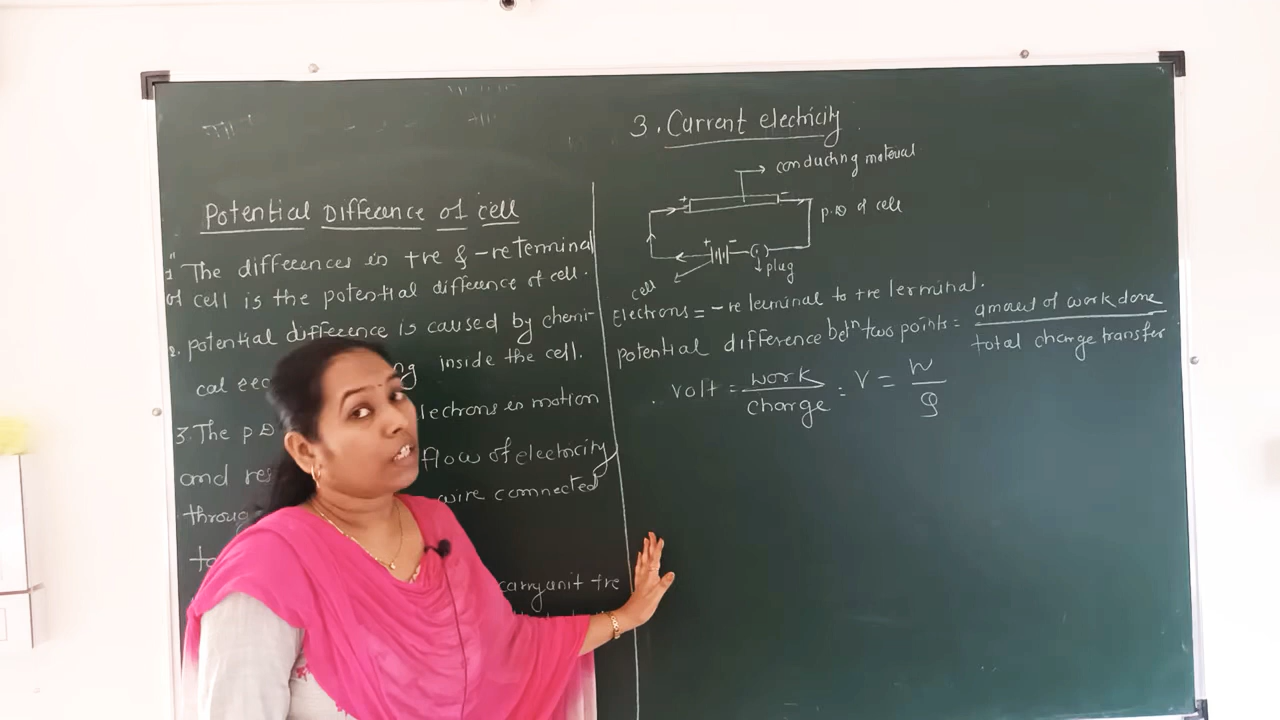 3. Current electricity
Potential Difference of cell
1" The differences in +ve & -ve terminal
of cell is the potential difference of cell.
2. potential difference is caused by chemi-
cal inside the cell.
3. The p.D lectrons in motion
and res flow of electricity
throug wire connected
to
carry unit +ve
conducting material
+ -
p.D of cell
+ -
plug
cell
Electrons = -ve terminal to +ve terminal.
potential difference betn two points = amount of work done
total charge transfer
Volt = work : V = W
charge Q